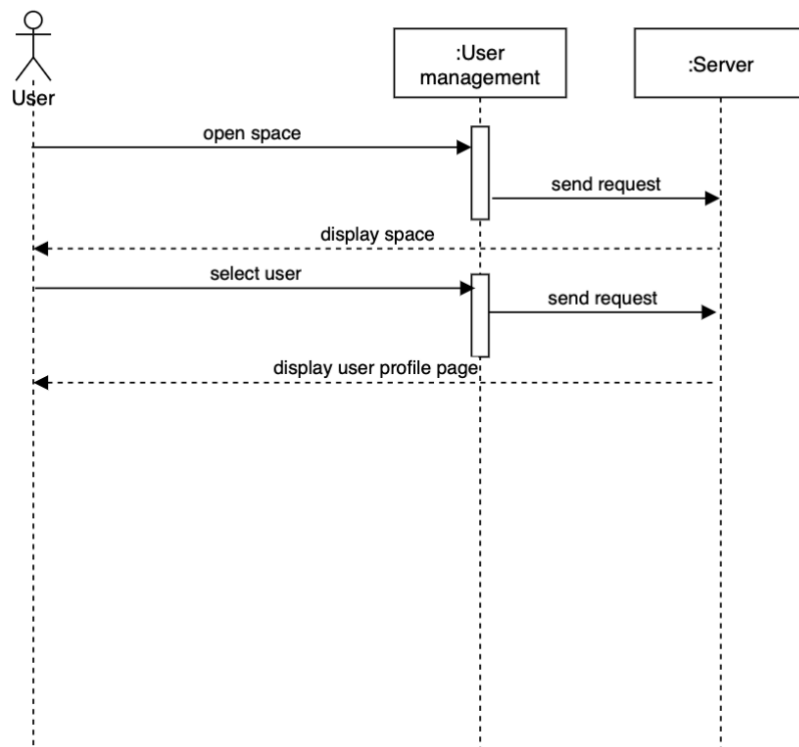 :User
management
:Server
User
open space
send request
display space
select user
send request
display user profile page